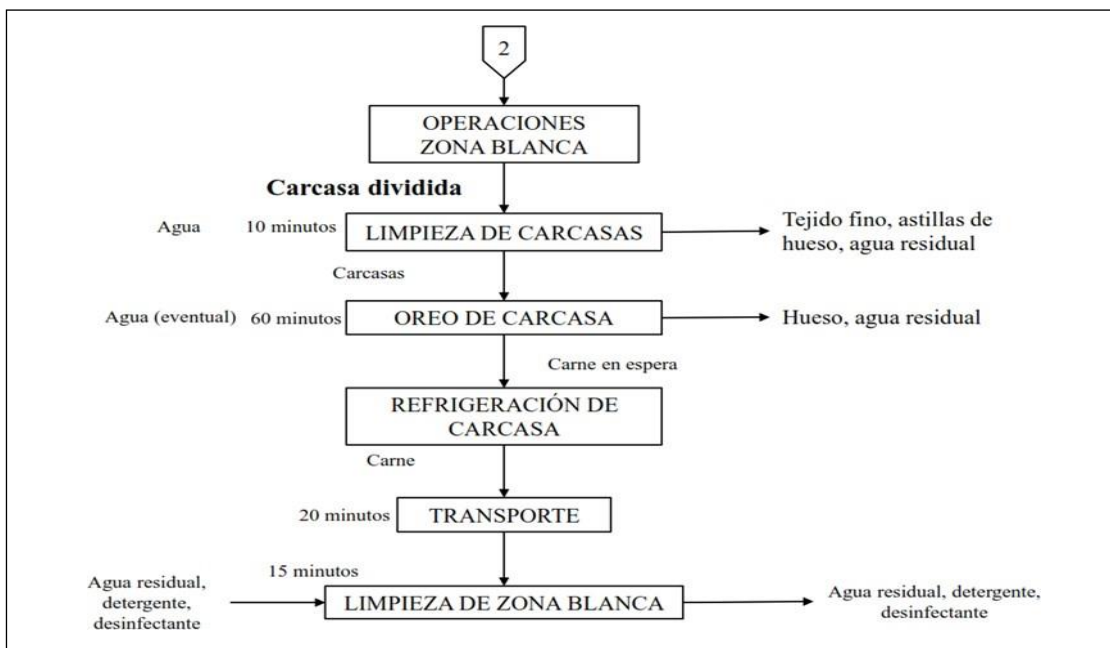 2
OPERACIONES
ZONA BLANCA
Carcasa dividida
Agua
10 minutos
LIMPIEZA DE CARCASAS
Tejido fino, astillas de
hueso, agua residual
Carcasas
Agua (eventual)
60 minutos
OREO DE CARCASA
Hueso, agua residual
Carne en espera
REFRIGERACIÓN DE
CARCASA
Carne
20 minutos
TRANSPORTE
15 minutos
Agua residual,
detergente,
desinfectante
LIMPIEZA DE ZONA BLANCA
Agua residual, detergente,
desinfectante